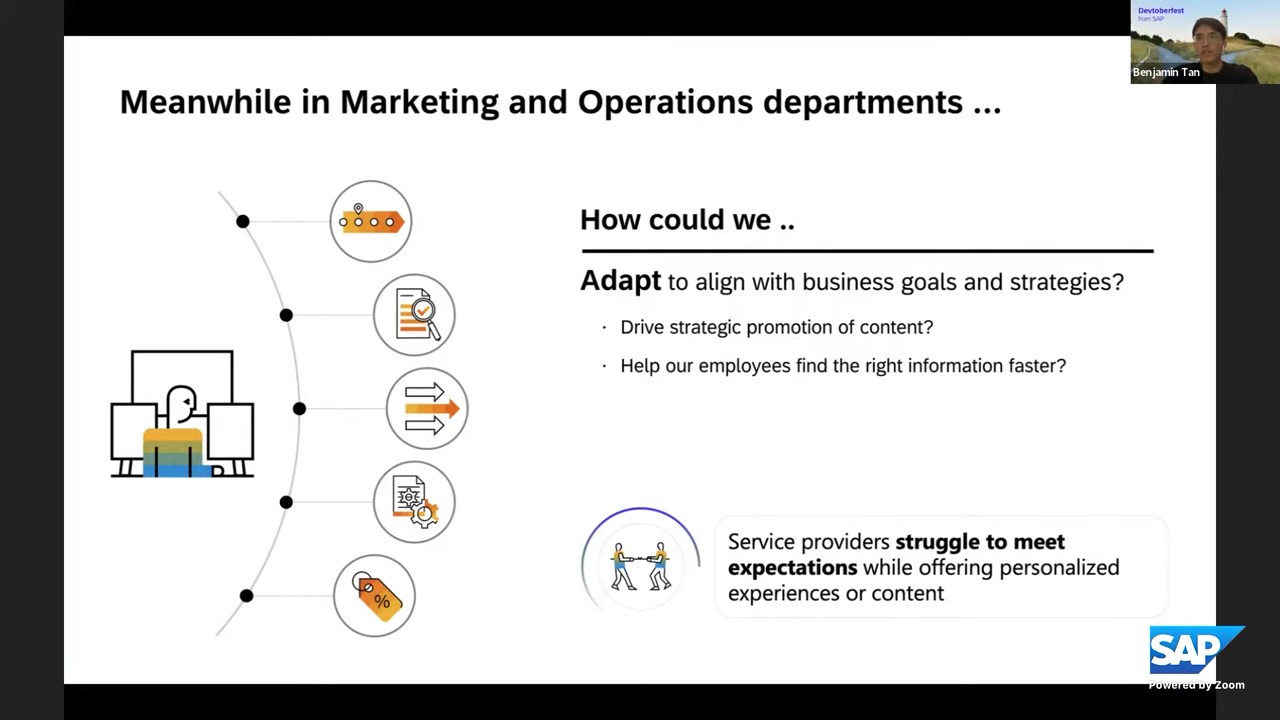 Devtoberfest
from SAP
Benjamin Tan
Meanwhile in Marketing and Operations departments ...
How could we ..
Adapt to align with business goals and strategies?
· Drive strategic promotion of content?
· Help our employees find the right information faster?
%
Service providers struggle to meet
expectations while offering personalized
experiences or content
SAP
Powered by Zoom